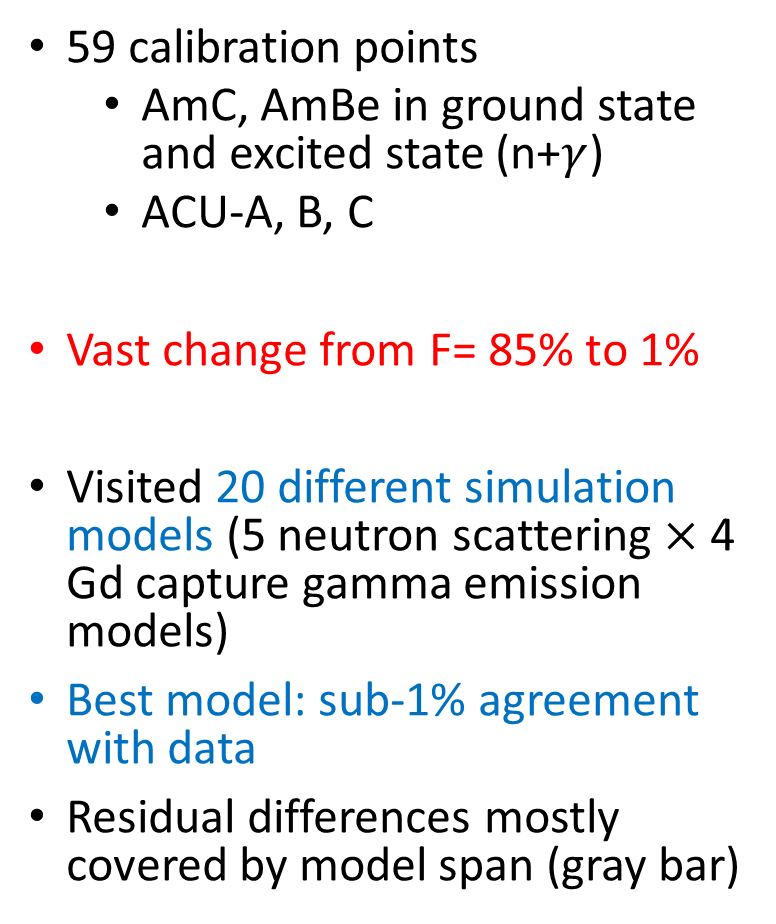 • 59 calibration points
• AmC, AmBe in ground state
and excited state (n+γ)
• ACU-A, B, C
• Vast change from F= 85% to 1%
• Visited 20 different simulation
models (5 neutron scattering × 4
Gd capture gamma emission
models)
• Best model: sub-1% agreement
with data
• Residual differences mostly
covered by model span (gray bar)